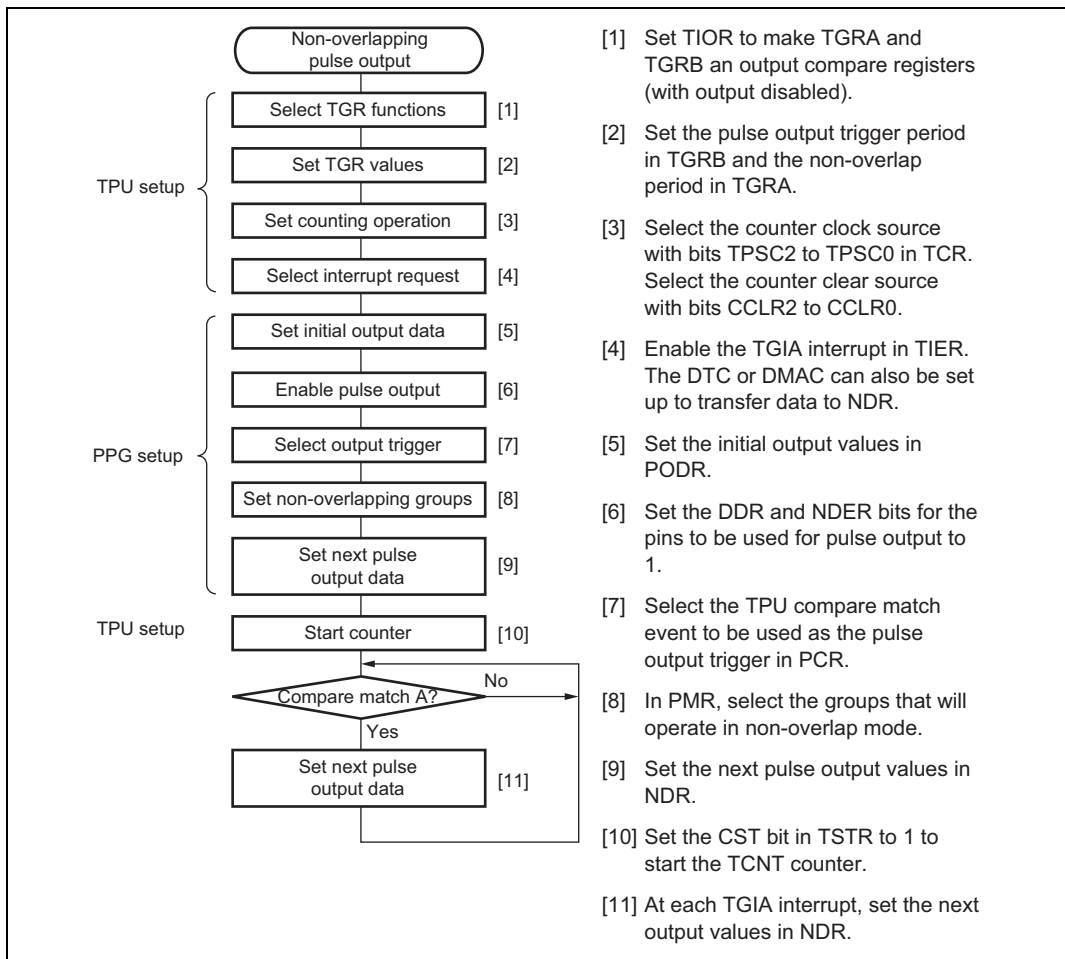 Non-overlapping
pulse output
TPU setup
Select TGR functions [1]
Set TGR values [2]
Set counting operation [3]
Select interrupt request [4]
PPG setup
Set initial output data [5]
Enable pulse output [6]
Select output trigger [7]
Set non-overlapping groups [8]
Set next pulse
output data [9]
TPU setup
Start counter [10]
Compare match A?
No
Yes
Set next pulse
output data [11]
[1] Set TIOR to make TGRA and
TGRB an output compare registers
(with output disabled).
[2] Set the pulse output trigger period
in TGRB and the non-overlap
period in TGRA.
[3] Select the counter clock source
with bits TPSC2 to TPSC0 in TCR.
Select the counter clear source
with bits CCLR2 to CCLR0.
[4] Enable the TGIA interrupt in TIER.
The DTC or DMAC can also be set
up to transfer data to NDR.
[5] Set the initial output values in
PODR.
[6] Set the DDR and NDER bits for the
pins to be used for pulse output to
1.
[7] Select the TPU compare match
event to be used as the pulse
output trigger in PCR.
[8] In PMR, select the groups that will
operate in non-overlap mode.
[9] Set the next pulse output values in
NDR.
[10] Set the CST bit in TSTR to 1 to
start the TCNT counter.
[11] At each TGIA interrupt, set the next
output values in NDR.